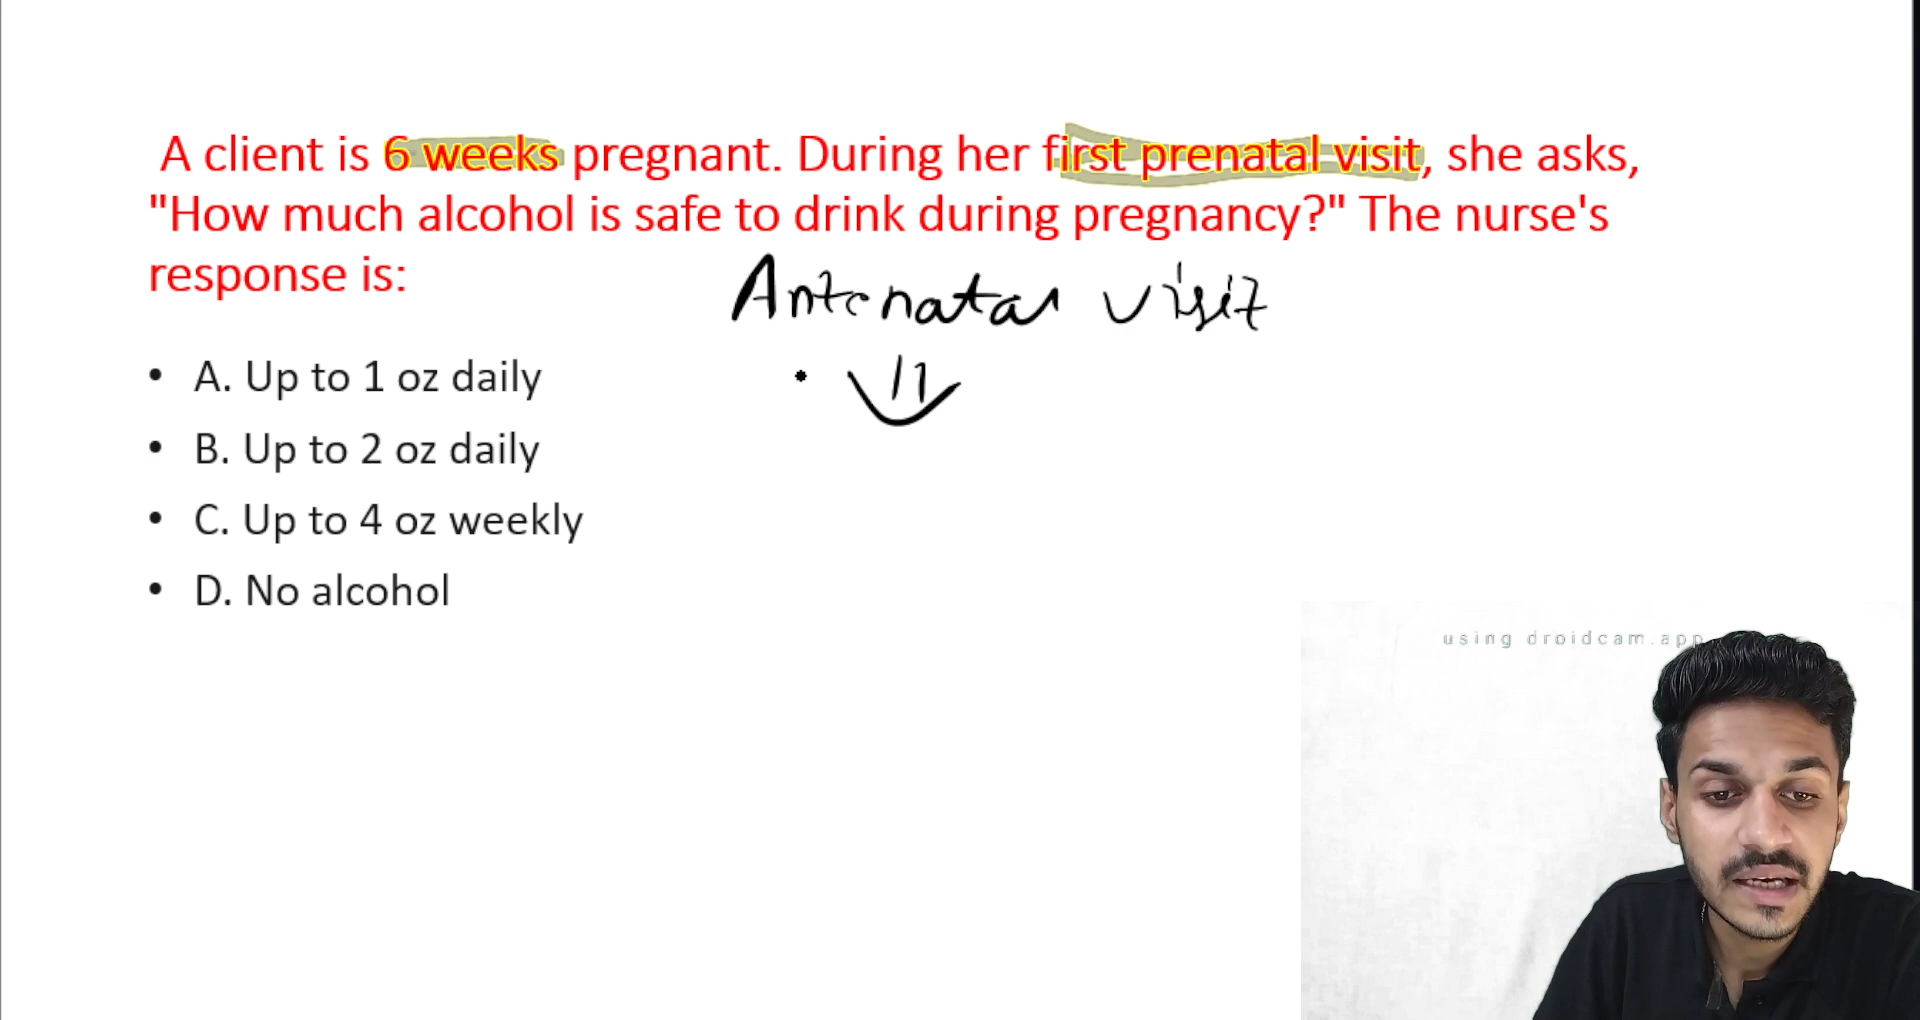 A client is 6 weeks pregnant. During her first prenatal visit, she asks,
"How much alcohol is safe to drink during pregnancy?" The nurse's
response is:
Antenatal visit
• A. Up to 1 oz daily
• B. Up to 2 oz daily
• C. Up to 4 oz weekly
• D. No alcohol
using droidcam.app